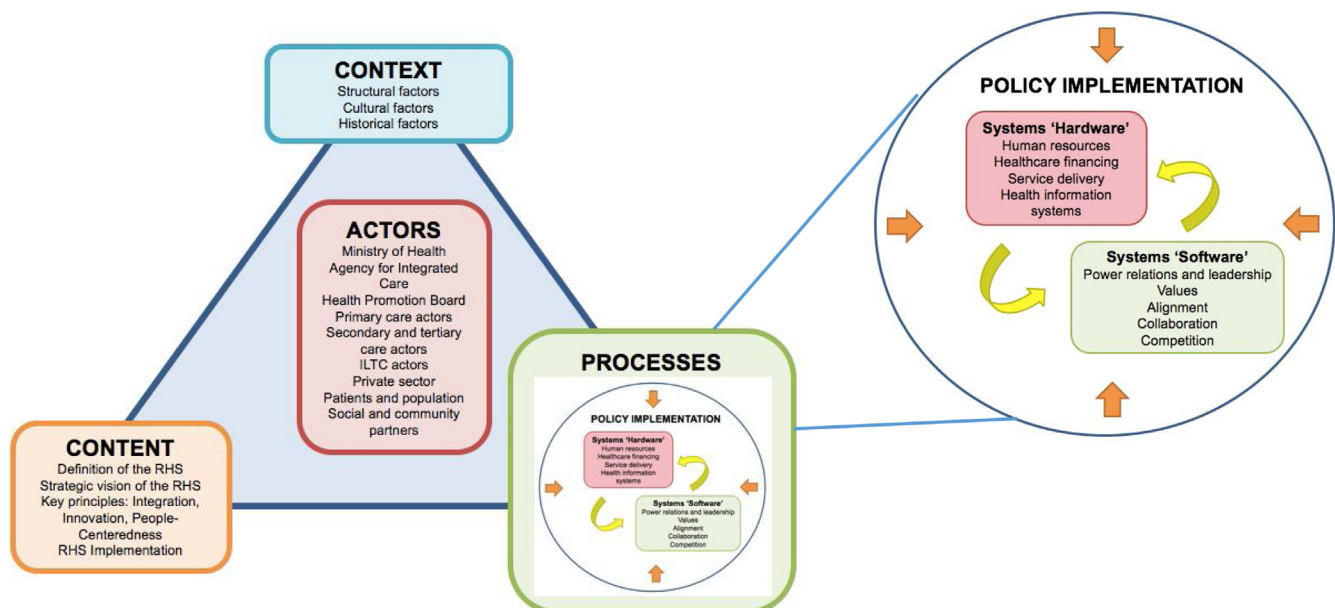 CONTEXT
Structural factors
Cultural factors
Historical factors
ACTORS
Ministry of Health
Agency for Integrated
Care
Health Promotion Board
Primary care actors
Secondary and tertiary
care actors
ILTC actors
Private sector
Patients and population
Social and community
partners
CONTENT
Definition of the RHS
Strategic vision of the RHS
Key principles: Integration,
Innovation, People-
Centeredness
RHS Implementation
PROCESSES
POLICY IMPLEMENTATION
Systems ‘Hardware’
Human resources
Healthcare financing
Service delivery
Health information
systems
Systems ‘Software’
Power relations and leadership
Values
Alignment
Collaboration
Competition
POLICY IMPLEMENTATION
Systems ‘Hardware’
Human resources
Healthcare financing
Service delivery
Health information
systems
Systems ‘Software’
Power relations and leadership
Values
Alignment
Collaboration
Competition